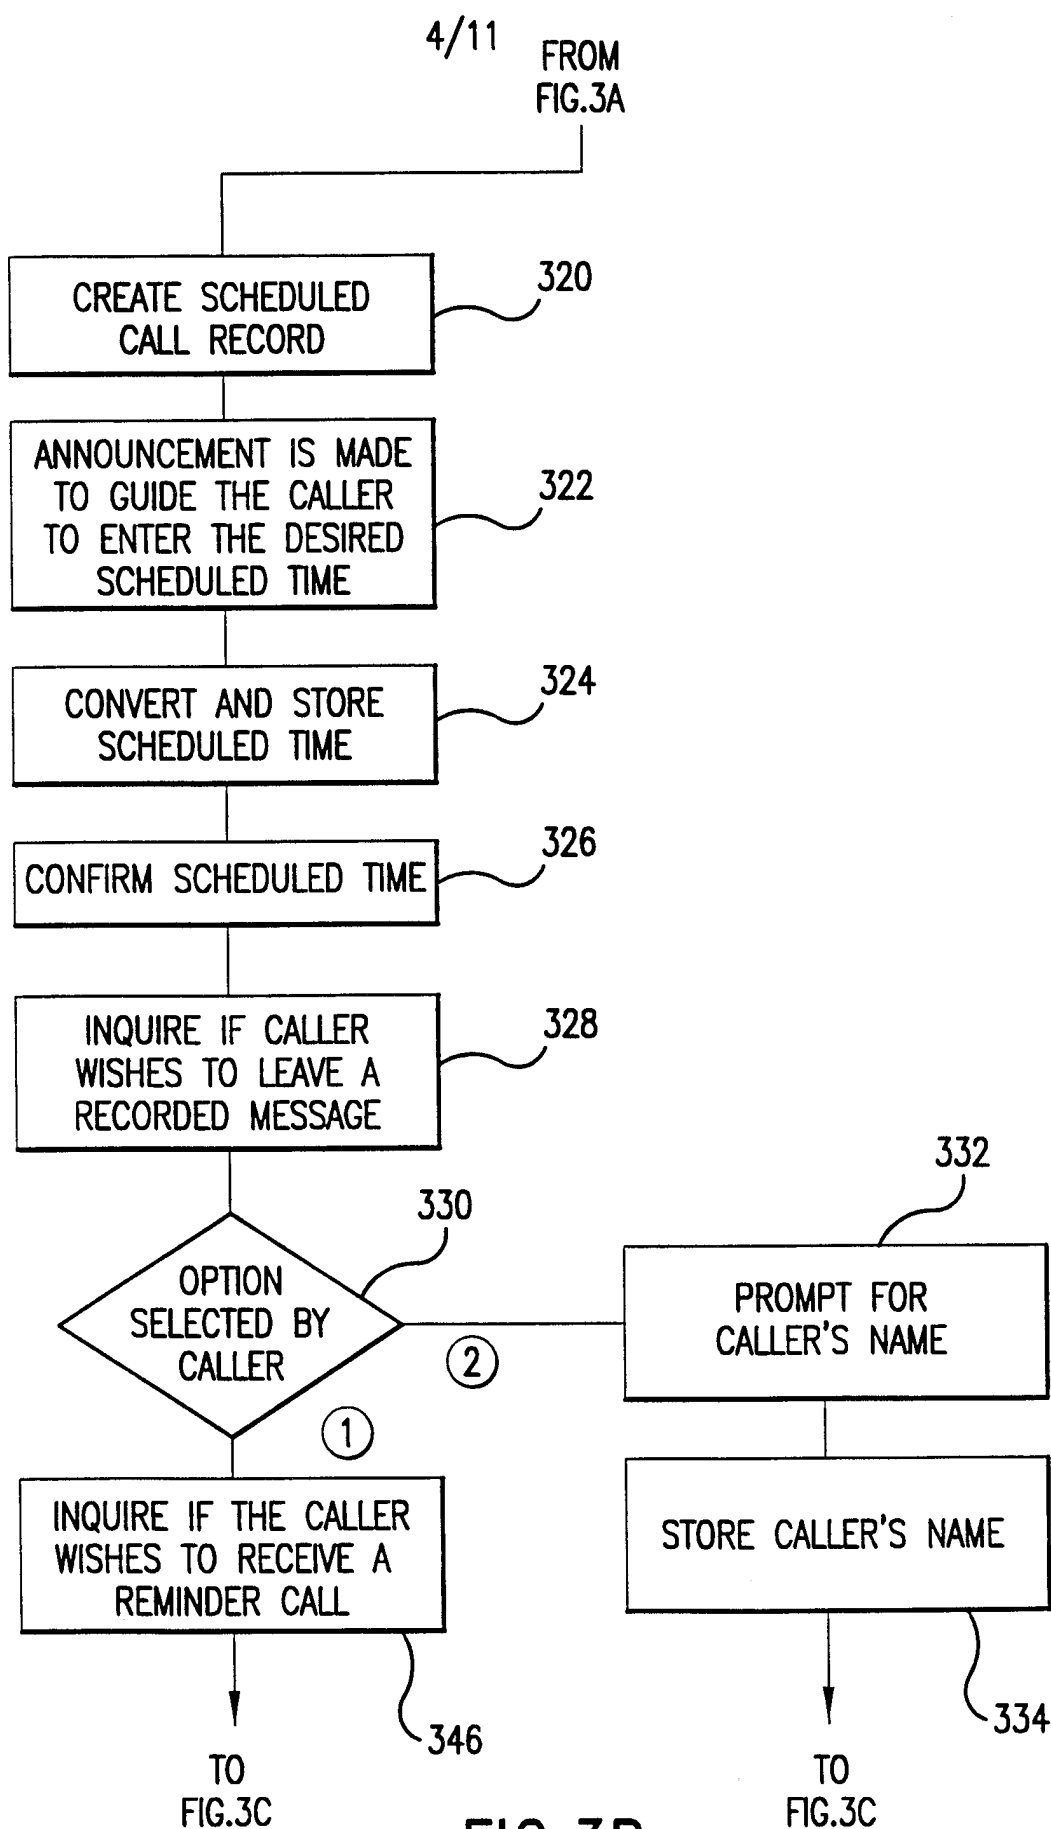 4/11
FROM
FIG.3A
CREATE SCHEDULED
CALL RECORD
320
ANNOUNCEMENT IS MADE
TO GUIDE THE CALLER
TO ENTER THE DESIRED
SCHEDULED TIME
322
CONVERT AND STORE
SCHEDULED TIME
324
CONFIRM SCHEDULED TIME
326
INQUIRE IF CALLER
WISHES TO LEAVE A
RECORDED MESSAGE
328
OPTION
SELECTED BY
CALLER
330
2
1
332
PROMPT FOR
CALLER'S NAME
STORE CALLER'S NAME
334
INQUIRE IF THE CALLER
WISHES TO RECEIVE A
REMINDER CALL
346
TO
FIG.3C
TO
FIG.3C